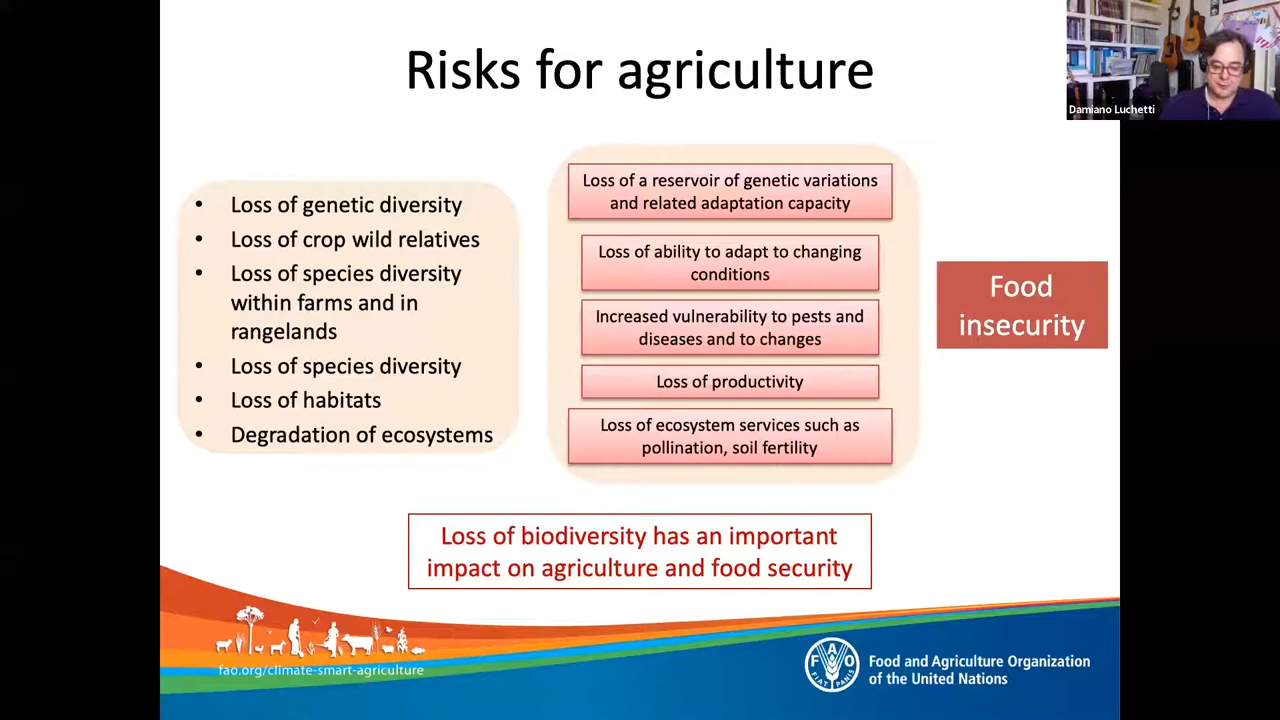 Risks for agriculture
Damiano Luchetti
• Loss of genetic diversity
• Loss of crop wild relatives
• Loss of species diversity
within farms and in
rangelands
• Loss of species diversity
• Loss of habitats
• Degradation of ecosystems
Loss of a reservoir of genetic variations
and related adaptation capacity
Loss of ability to adapt to changing
conditions
Increased vulnerability to pests and
diseases and to changes
Loss of productivity
Loss of ecosystem services such as
pollination, soil fertility
Food
insecurity
Loss of biodiversity has an important
impact on agriculture and food security
fao.org/climate-smart-agriculture
FAO
FIAT PANIS
Food and Agriculture Organization
of the United Nations